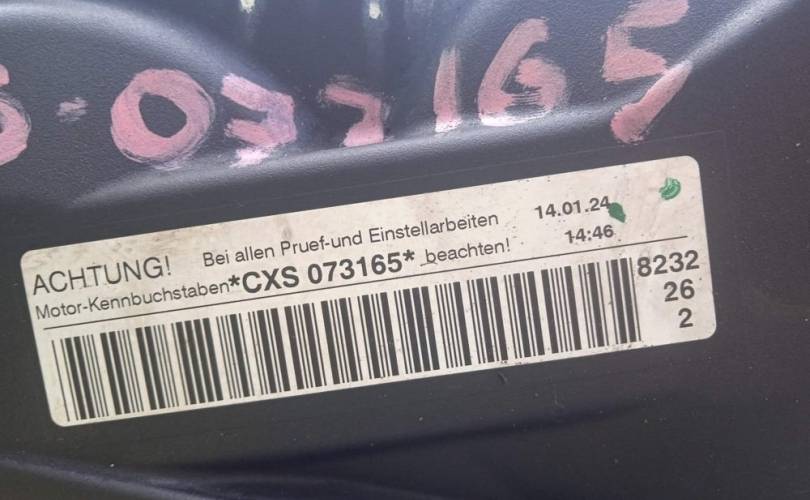 -073165
ACHTUNG! Bei allen Pruef-und Einstellarbeiten 14.01.24
Motor-Kennbuchstaben*CXS 073165* beachten! 14:46
8232
26
2